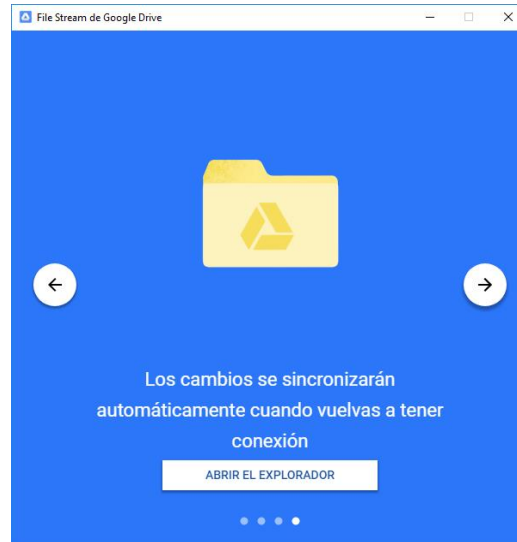 File Stream de Google Drive
Los cambios se sincronizarán
automáticamente cuando vuelvas a tener
conexión
ABRIR EL EXPLORADOR